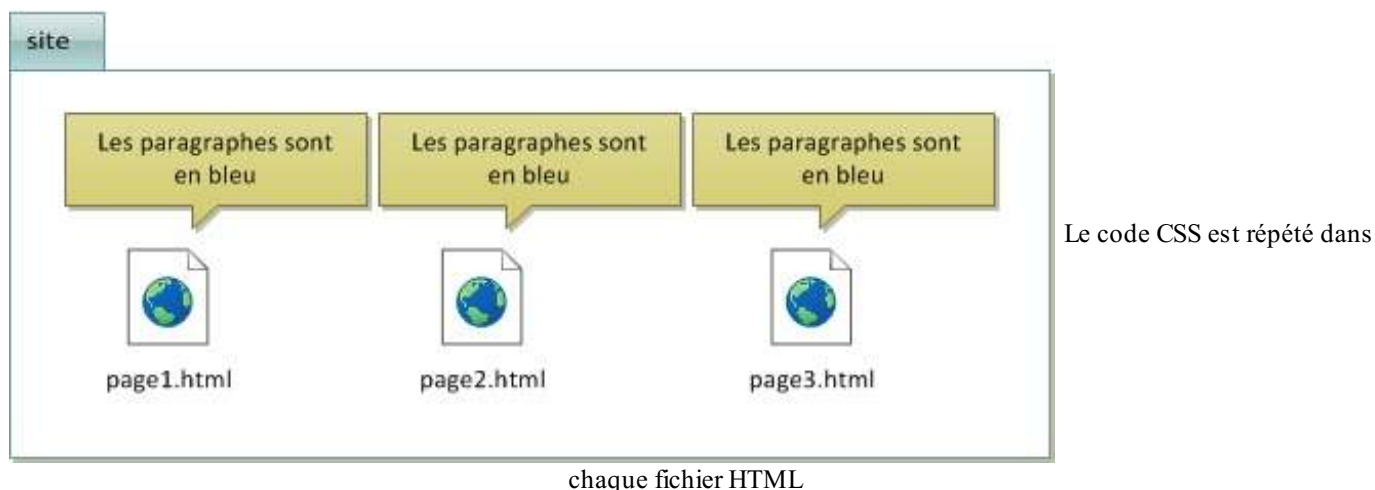 site
Les paragraphes sont
en bleu
Les paragraphes sont
en bleu
Les paragraphes sont
en bleu
page1.html
page2.html
page3.html
Le code CSS est répété dans
chaque fichier HTML